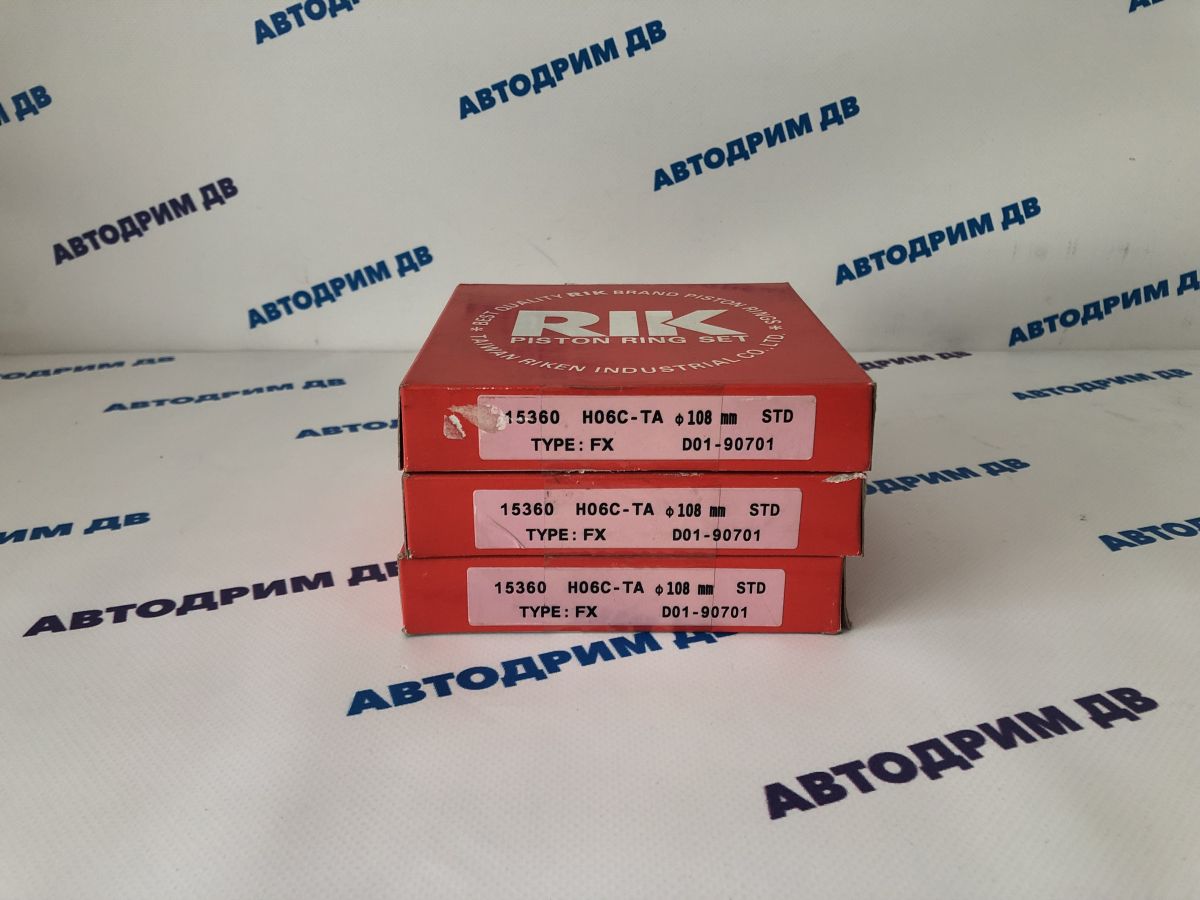 АВТОДРИМ ДВ
АВТОДРИМ ДВ
АВТОДРИМ ДВ
АВТОДРИМ ДВ
АВТОДРИМ ДВ
АВТОДРИМ ДВ
АВТОДРИМ ДВ
*BEST QUALITY RIK BRAND PISTON RINGS*
RIK
PISTON RING SET
TAIWAN RIKEN INDUSTRIAL CO., LTD.
15360 H06C-TA φ108 mm STD
TYPE: FX D01-90701
15360 H06C-TA φ108 mm STD
TYPE: FX D01-90701
15360 H06C-TA φ108 mm STD
TYPE: FX D01-90701
АВТОДРИМ ДВ
АВТОДРИМ ДВ
АВТОДРИМ ДВ
АВТОДРИМ ДВ